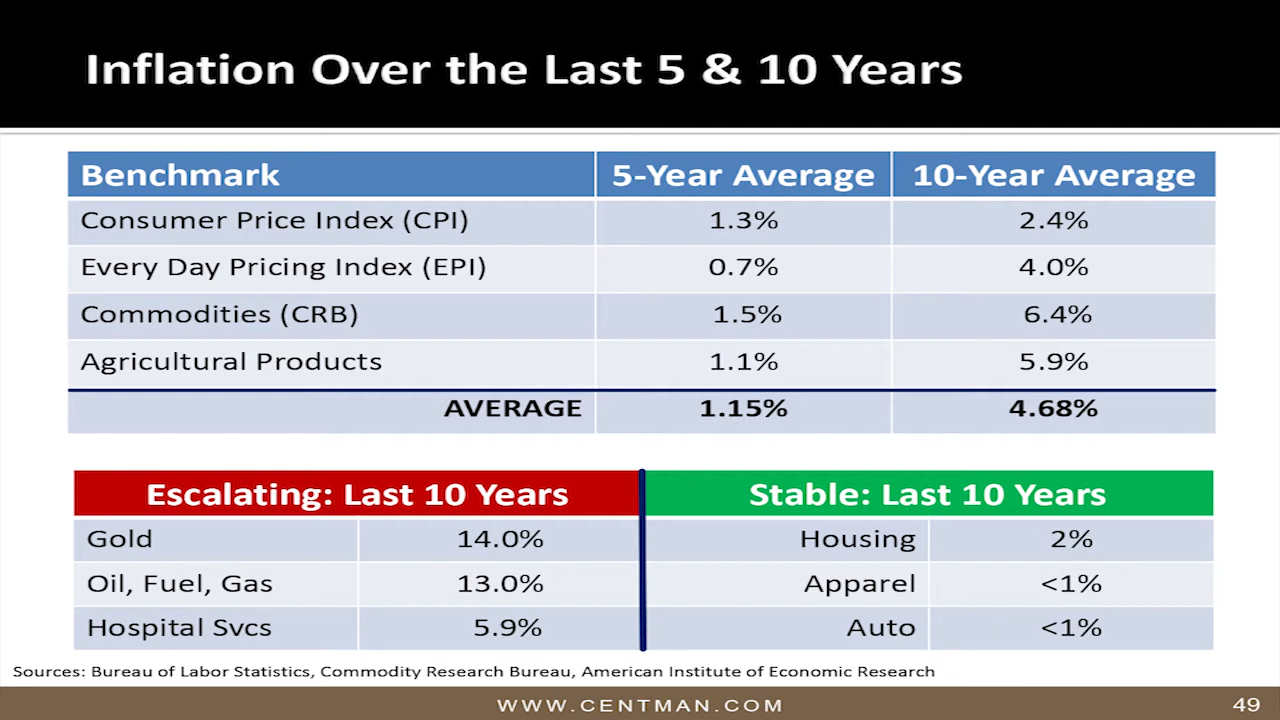 Inflation Over the Last 5 & 10 Years
Benchmark 5-Year Average 10-Year Average
Consumer Price Index (CPI) 1.3% 2.4%
Every Day Pricing Index (EPI) 0.7% 4.0%
Commodities (CRB) 1.5% 6.4%
Agricultural Products 1.1% 5.9%
AVERAGE 1.15% 4.68%
Escalating: Last 10 Years Stable: Last 10 Years
Gold 14.0% Housing 2%
Oil, Fuel, Gas 13.0% Apparel <1%
Hospital Svcs 5.9% Auto <1%
Sources: Bureau of Labor Statistics, Commodity Research Bureau, American Institute of Economic Research
WWW.CENTMAN.COM 49